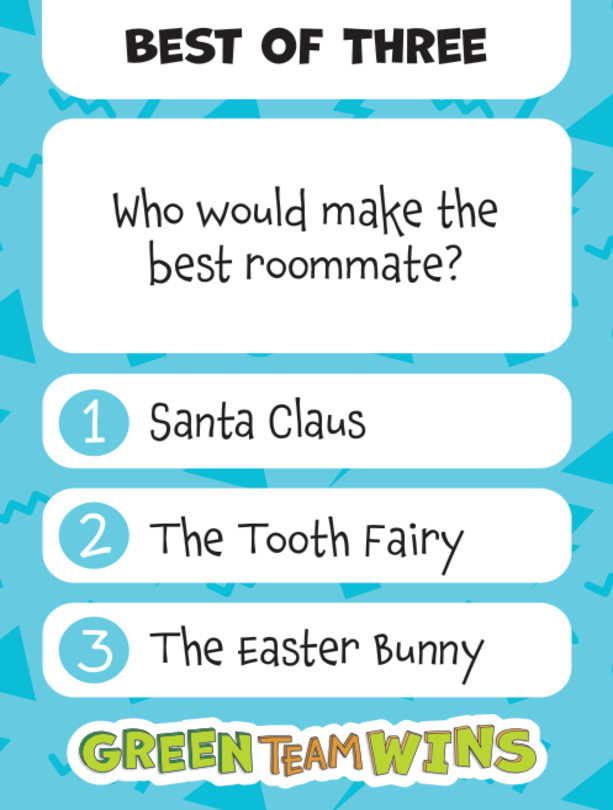 BEST OF THREE
Who would make the
best roommate?
1 Santa Claus
2 The Tooth Fairy
3 The Easter Bunny
GREEN TEAM WINS